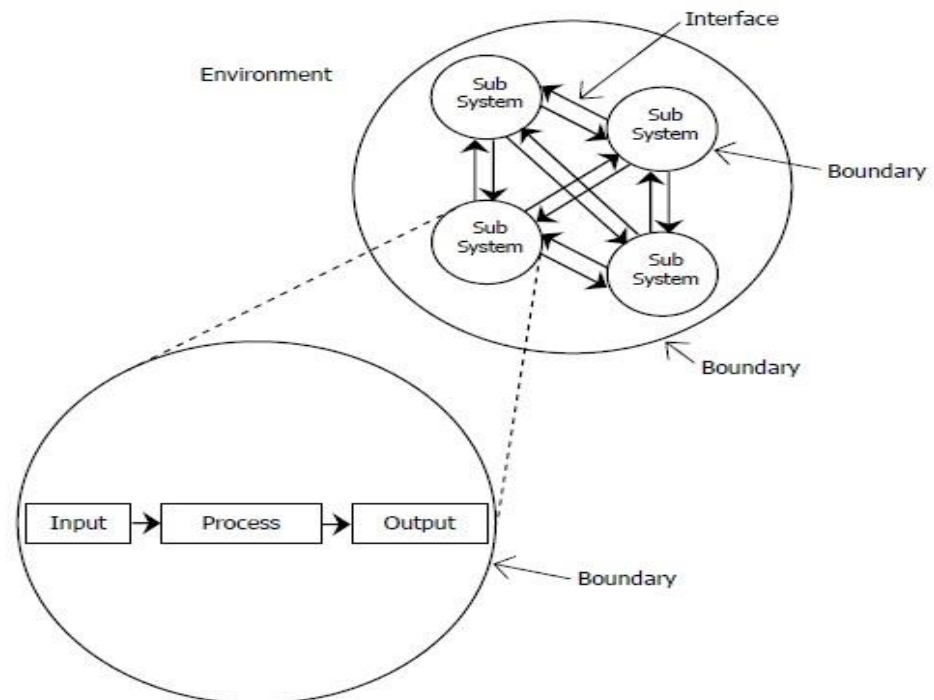 Interface
Environment
Sub
System
Sub
System
Boundary
Sub
System
Sub
System
Boundary
Input
Process
Output
Boundary